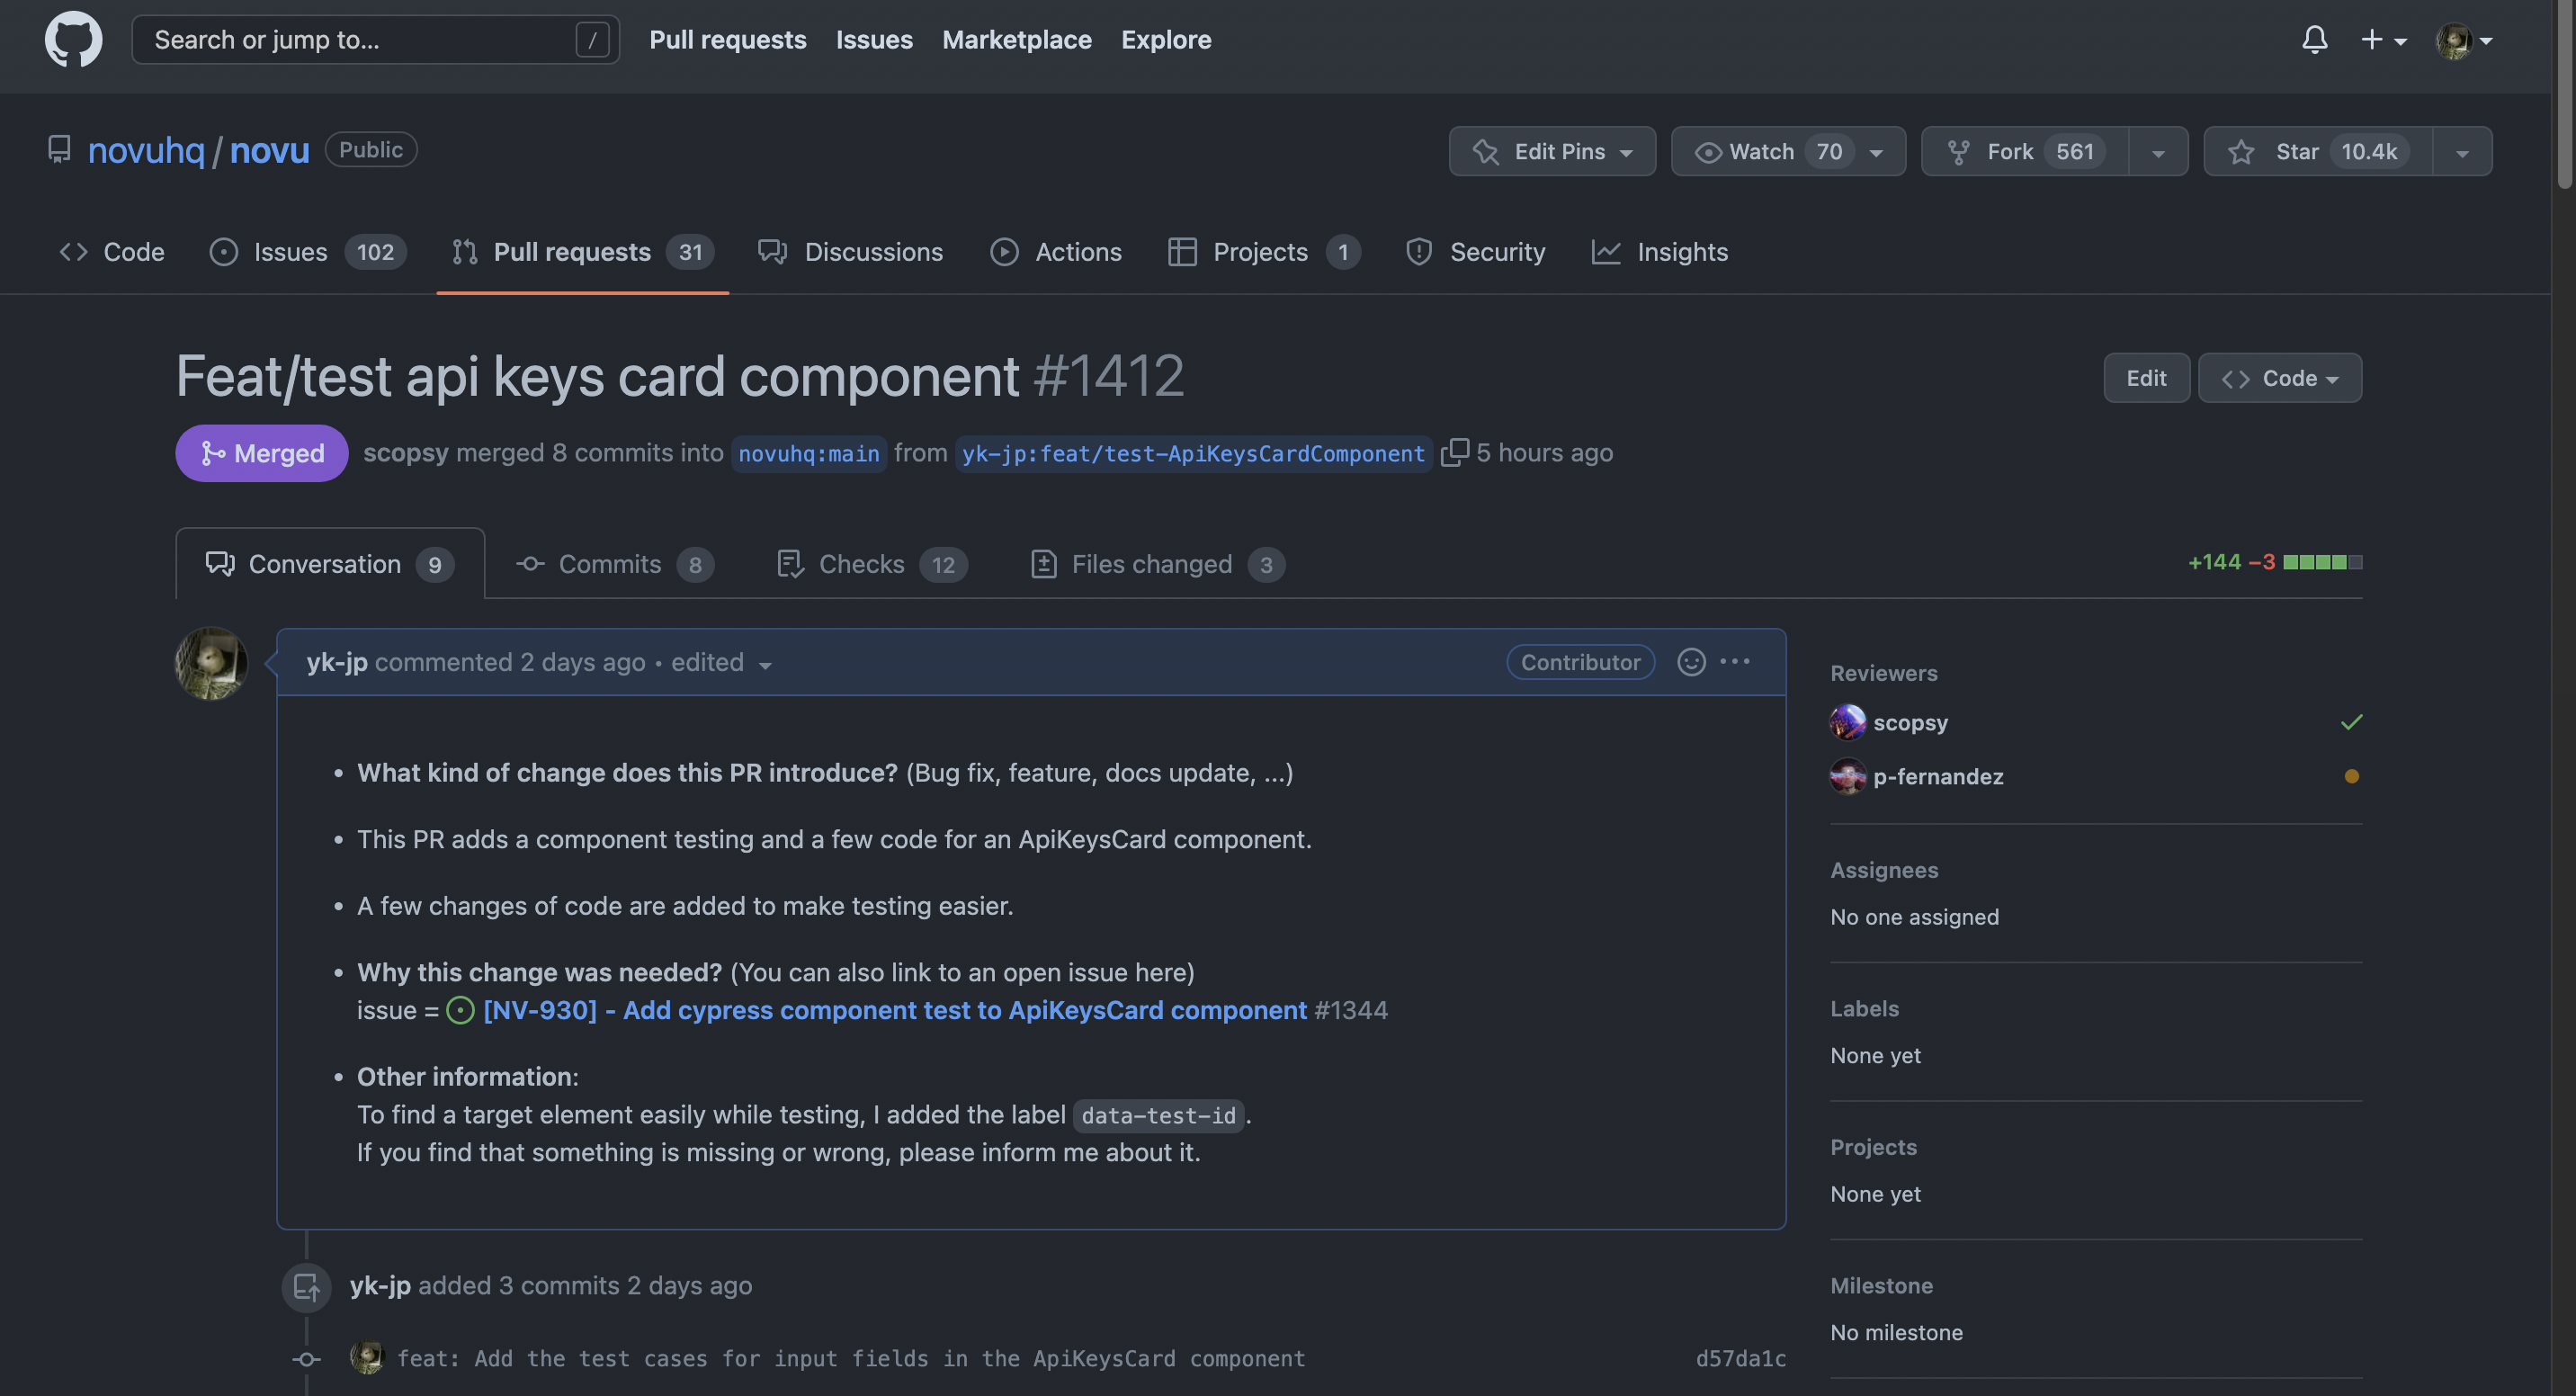 Search or jump to... /
Pull requests Issues Marketplace Explore
novuhq / novu Public
Edit Pins Watch 70 Fork 561 Star 10.4k
Code Issues 102 Pull requests 31 Discussions Actions Projects 1 Security Insights
Feat/test api keys card component #1412
Edit Code
Merged scopsy merged 8 commits into novuhq:main from yk-jp:feat/test-ApiKeysCardComponent 5 hours ago
Conversation 9 Commits 8 Checks 12 Files changed 3
+144 −3
yk-jp commented 2 days ago • edited
Contributor
• What kind of change does this PR introduce? (Bug fix, feature, docs update, ...)
• This PR adds a component testing and a few code for an ApiKeysCard component.
• A few changes of code are added to make testing easier.
• Why this change was needed? (You can also link to an open issue here)
issue = [NV-930] - Add cypress component test to ApiKeysCard component #1344
• Other information:
To find a target element easily while testing, I added the label data-test-id.
If you find that something is missing or wrong, please inform me about it.
yk-jp added 3 commits 2 days ago
feat: Add the test cases for input fields in the ApiKeysCard component d57da1c
Reviewers
scopsy
p-fernandez
Assignees
No one assigned
Labels
None yet
Projects
None yet
Milestone
No milestone